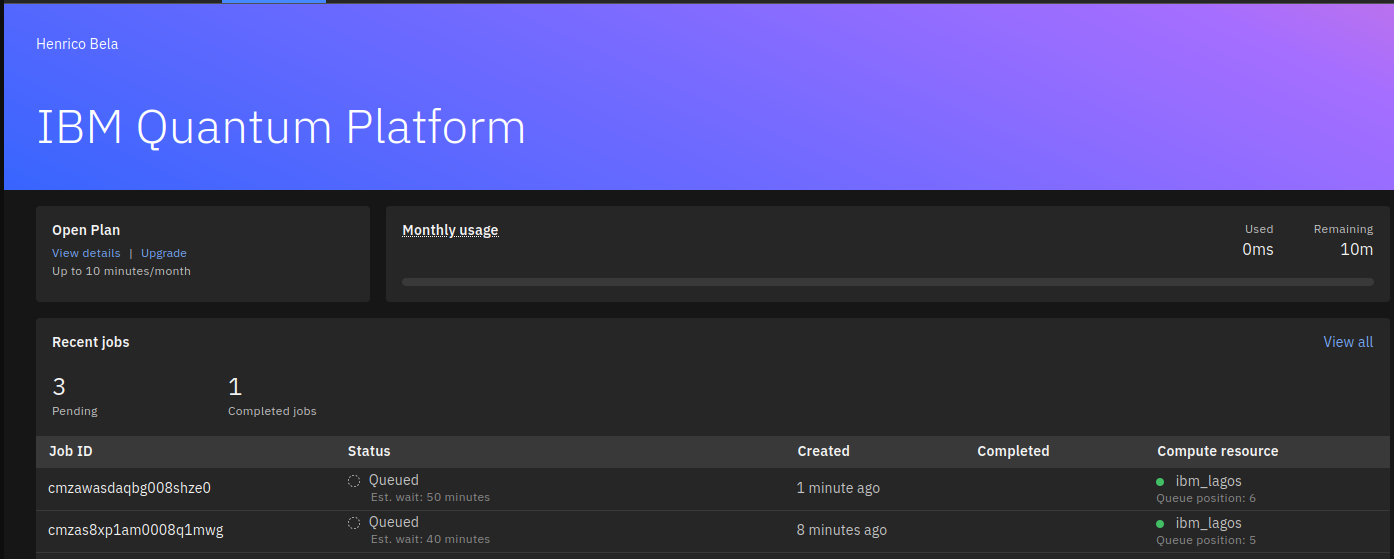 Henrico Bela
IBM Quantum Platform
Open Plan
View details | Upgrade
Up to 10 minutes/month
Monthly usage
Used
0ms
Remaining
10m
Recent jobs
View all
3
Pending
1
Completed jobs
Job ID Status Created Completed Compute resource
cmzawasdaqbg008shze0 Queued 1 minute ago ibm_lagos
Est. wait: 50 minutes Queue position: 6
cmzas8xp1am0008q1mwg Queued 8 minutes ago ibm_lagos
Est. wait: 40 minutes Queue position: 5